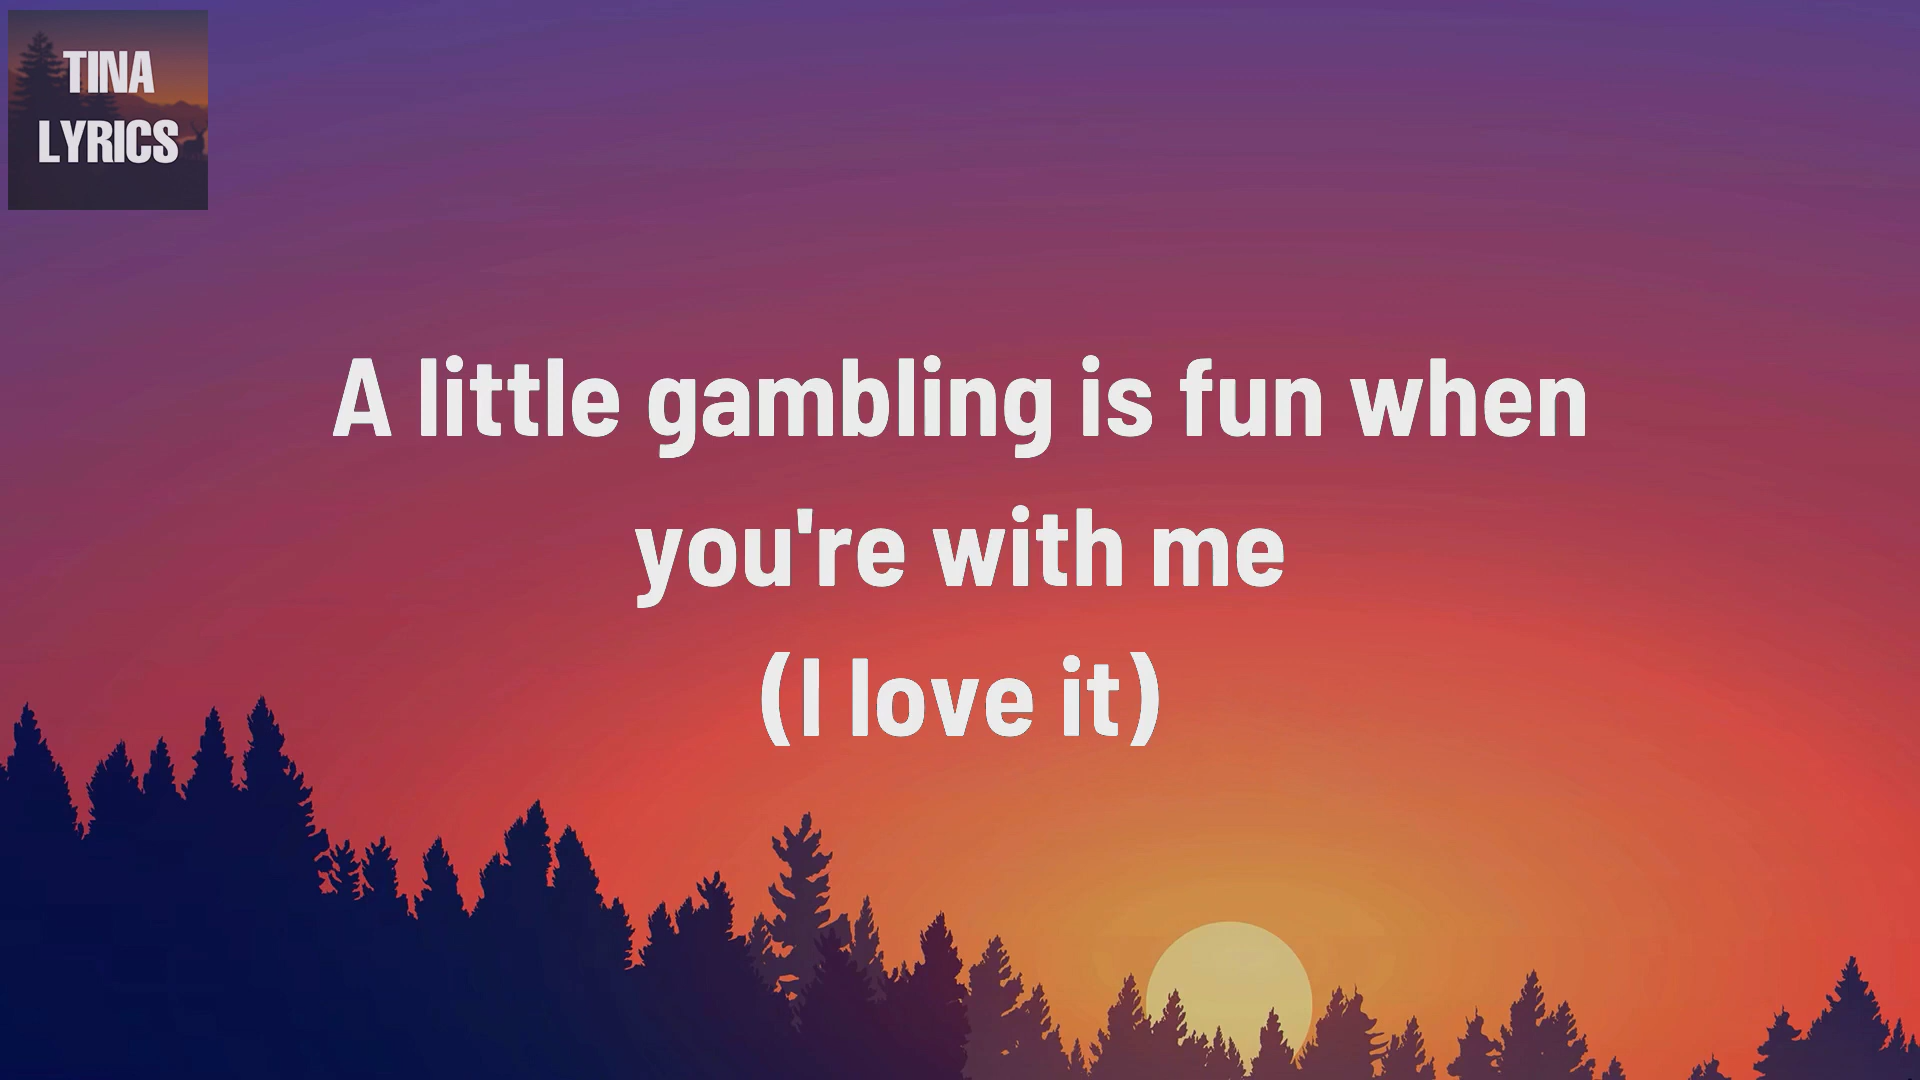 TINA
LYRICS
A little gambling is fun when
you're with me
(I love it)